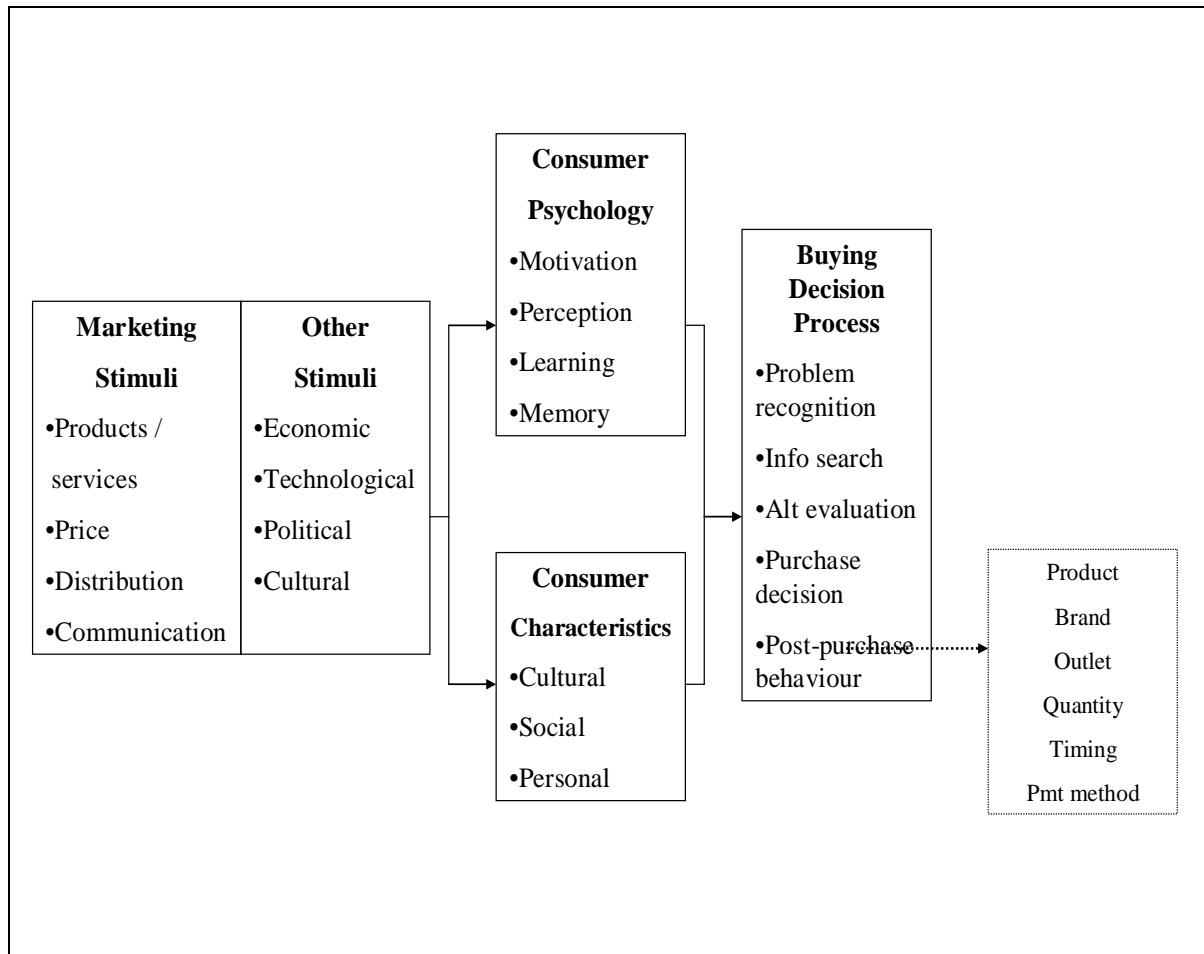 Marketing
Stimuli
•Products /
services
•Price
•Distribution
•Communication
Other
Stimuli
•Economic
•Technological
•Political
•Cultural
Consumer
Psychology
•Motivation
•Perception
•Learning
•Memory
Consumer
Characteristics
•Cultural
•Social
•Personal
Buying
Decision
Process
•Problem
recognition
•Info search
•Alt evaluation
•Purchase
decision
•Post-purchase
behaviour
Product
Brand
Outlet
Quantity
Timing
Pmt method